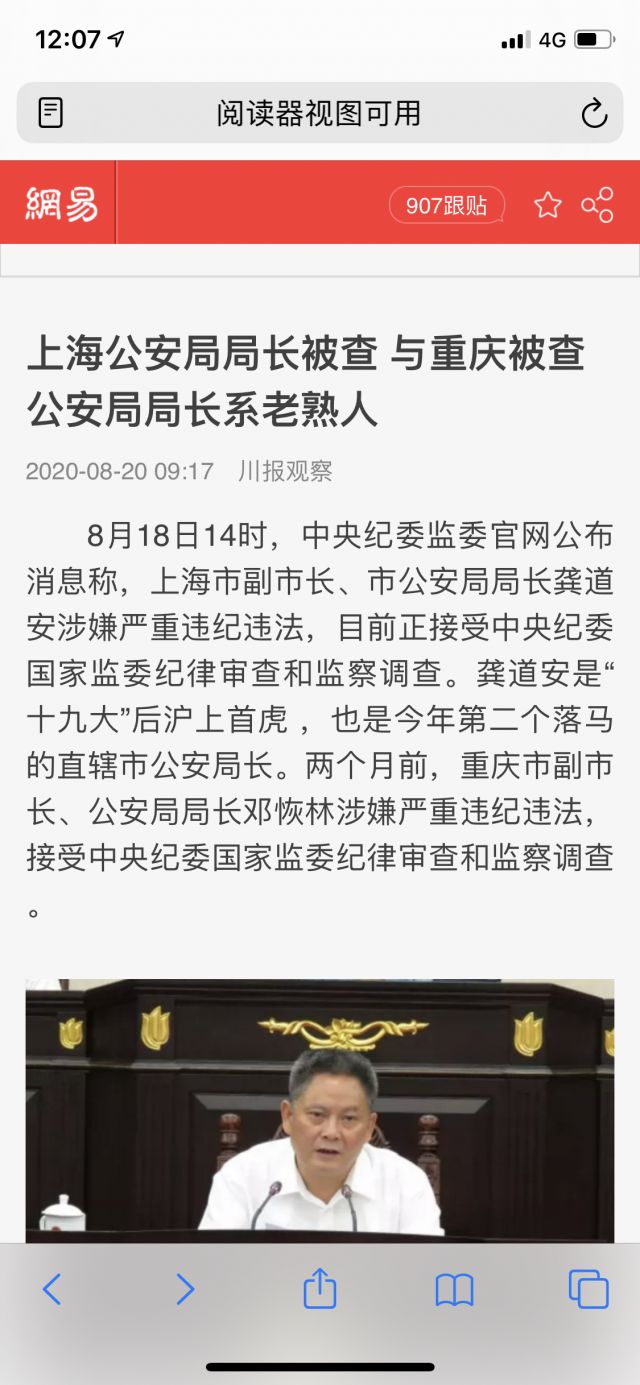 12:07
4G
阅读器视图可用
網易
907跟贴
上海公安局局长被查 与重庆被查
公安局局长系老熟人
2020-08-20 09:17 川报观察
8月18日14时，中央纪委监委官网公布
消息称，上海市副市长、市公安局局长龚道
安涉嫌严重违纪违法，目前正接受中央纪委
国家监委纪律审查和监察调查。龚道安是“
十九大”后沪上首虎 ，也是今年第二个落马
的直辖市公安局长。两个月前，重庆市副市
长、公安局局长邓恢林涉嫌严重违纪违法，
接受中央纪委国家监委纪律审查和监察调查
。